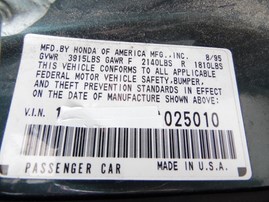 MFD.BY HONDA OF AMERICA MFG.,INC. 8/95
GVWR 3915LBS GAWR F 2140LBS R 1810LBS
THIS VEHICLE CONFORMS TO ALL APPLICABLE
FEDERAL MOTOR VEHICLE SAFETY,BUMPER,
AND THEFT PREVENTION STANDARDS IN EFFECT
ON THE DATE OF MANUFACTURE SHOWN ABOVE.
V.I.N. 1 025010
PASSENGER CAR MADE IN U.S.A.